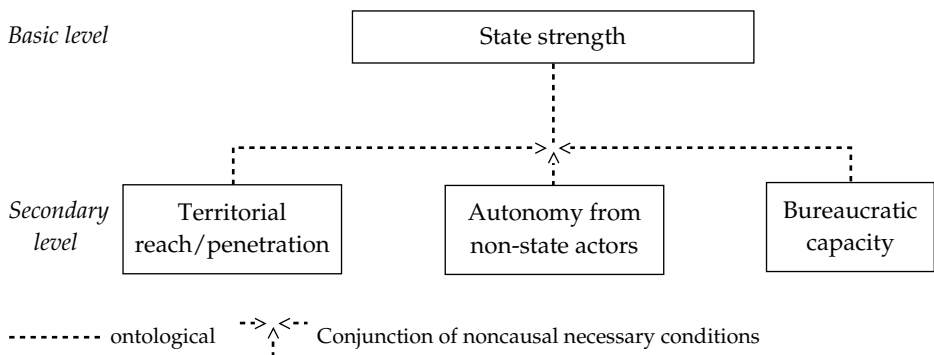 Basic level
State strength
Secondary
level
Territorial
reach/penetration
Autonomy from
non-state actors
Bureaucratic
capacity
ontological
Conjunction of noncausal necessary conditions